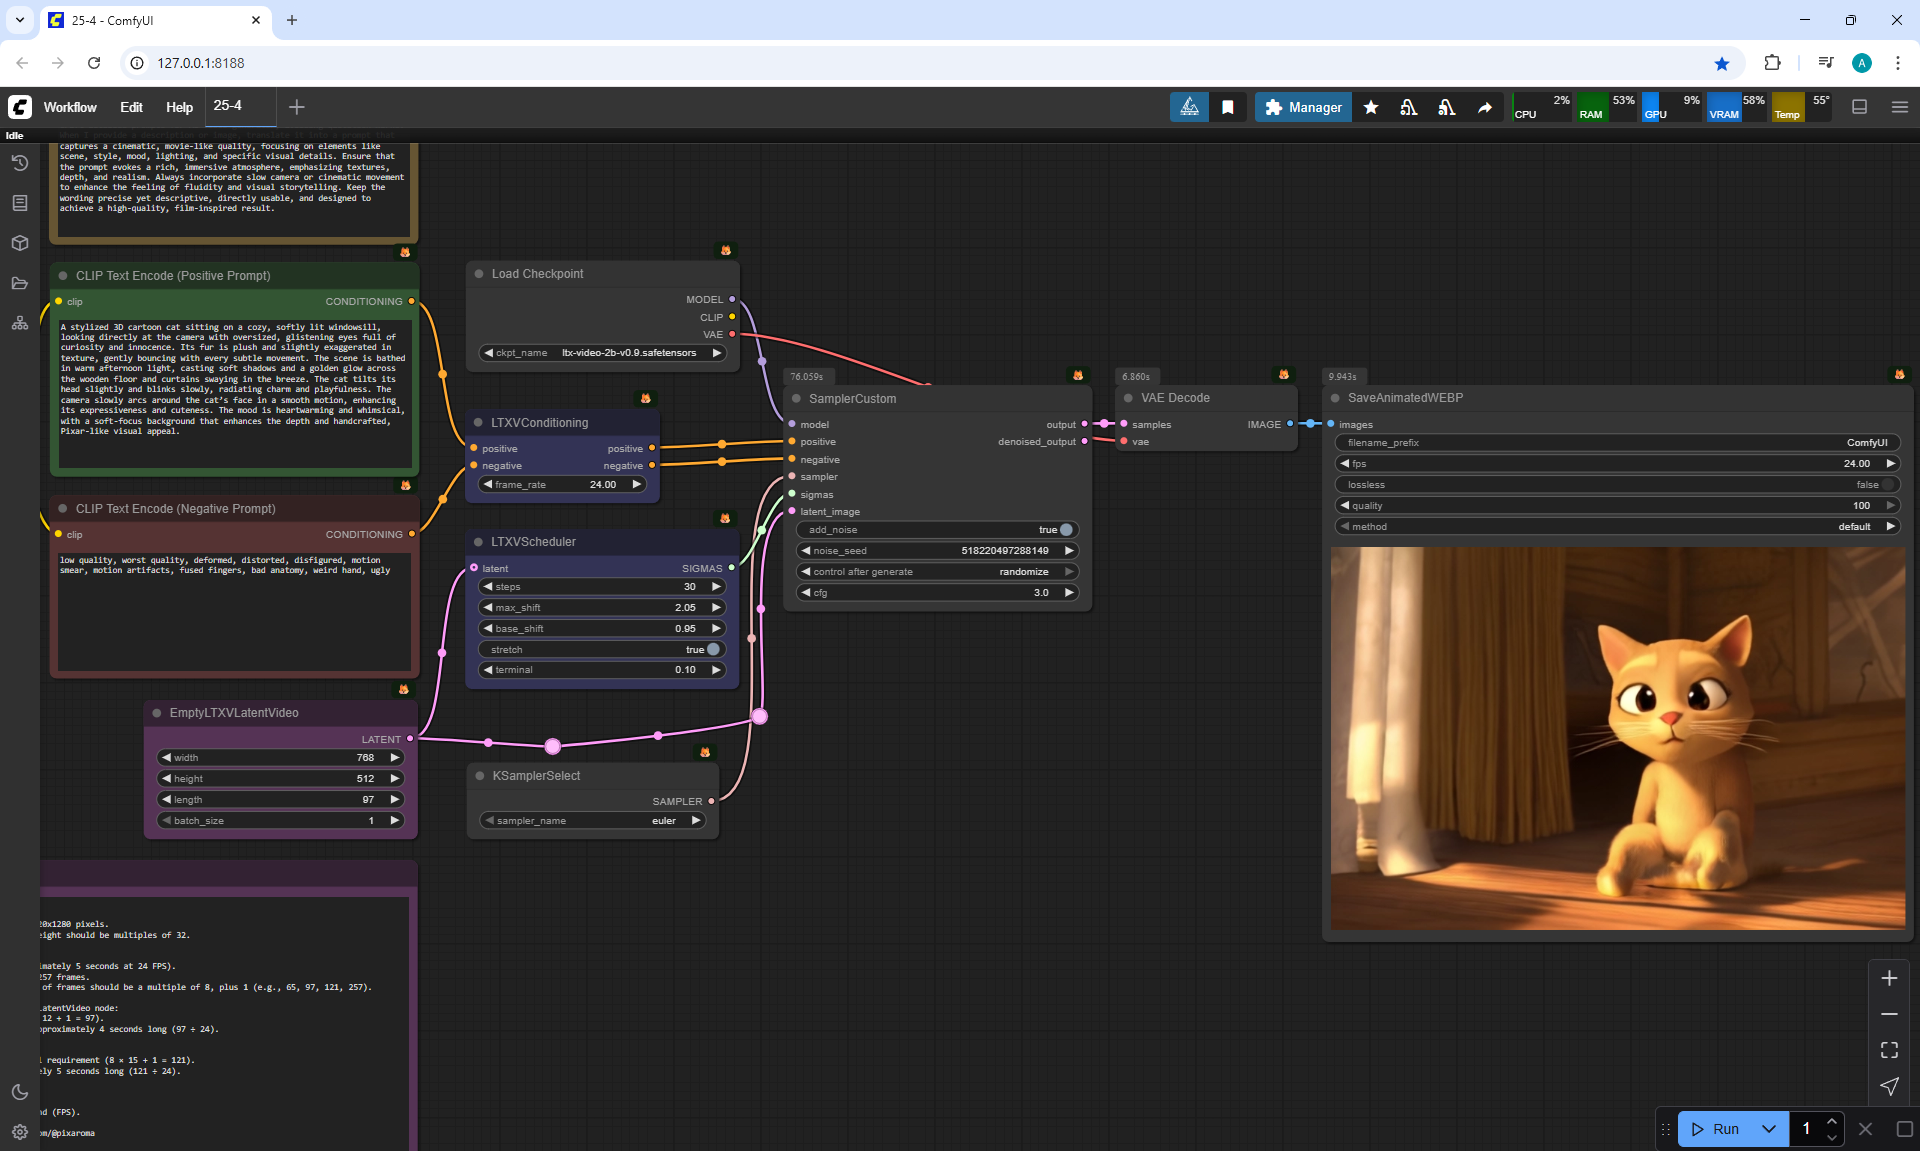 25-4 - ComfyUI
127.0.0.1:8188
A
Workflow
Edit
Help
25-4
Manager
CPU
2%
RAM
53%
GPU
9%
VRAM
58%
Temp
55°
Idle
when I provide a description or image, translate it into a prompt that
captures a cinematic, movie-like quality, focusing on elements like
scene, style, mood, lighting, and specific visual details. Ensure that
the prompt evokes a rich, immersive atmosphere, emphasizing textures,
depth, and realism. Always incorporate slow camera or cinematic movement
to enhance the feeling of fluidity and visual storytelling. Keep the
wording precise yet descriptive, directly usable, and designed to
achieve a high-quality, film-inspired result.
CLIP Text Encode (Positive Prompt)
clip
CONDITIONING
A stylized 3D cartoon cat sitting on a cozy, softly lit windowsill,
looking directly at the camera with oversized, glistening eyes full of
curiosity and innocence. Its fur is plush and slightly exaggerated in
texture, gently bouncing with every subtle movement. The scene is bathed
in warm afternoon light, casting soft shadows and a golden glow across
the wooden floor and curtains swaying in the breeze. The cat tilts its
head slightly and blinks slowly, radiating charm and playfulness. The
camera slowly arcs around the cat's face in a smooth motion, enhancing
its expressiveness and cuteness. The mood is heartwarming and whimsical,
with a soft-focus background that enhances the depth and handcrafted,
Pixar-like visual appeal.
CLIP Text Encode (Negative Prompt)
clip
CONDITIONING
low quality, worst quality, deformed, distorted, disfigured, motion
smear, motion artifacts, fused fingers, bad anatomy, weird hand, ugly
EmptyLTXVLatentVideo
LATENT
width 768
height 512
length 97
batch_size 1
0x1280 pixels.
ight should be multiples of 32.
mately 5 seconds at 24 FPS).
57 frames.
of frames should be a multiple of 8, plus 1 (e.g., 65, 97, 121, 257).
atentVideo node:
12 + 1 = 97).
proximately 4 seconds long (97 ÷ 24).
requirement (8 × 15 + 1 = 121).
ly 5 seconds long (121 ÷ 24).
nd (FPS).
m/@pixaroma
Load Checkpoint
MODEL
CLIP
VAE
ckpt_name ltx-video-2b-v0.9.safetensors
LTXVConditioning
positive positive
negative negative
frame_rate 24.00
LTXVScheduler
latent SIGMAS
steps 30
max_shift 2.05
base_shift 0.95
stretch true
terminal 0.10
KSamplerSelect
SAMPLER
sampler_name euler
76.059s
SamplerCustom
model output
positive denoised_output
negative
sampler
sigmas
latent_image
add_noise true
noise_seed 518220497288149
control after generate randomize
cfg 3.0
6.860s
VAE Decode
samples IMAGE
vae
9.943s
SaveAnimatedWEBP
images
filename_prefix ComfyUI
fps 24.00
lossless false
quality 100
method default
Run
1